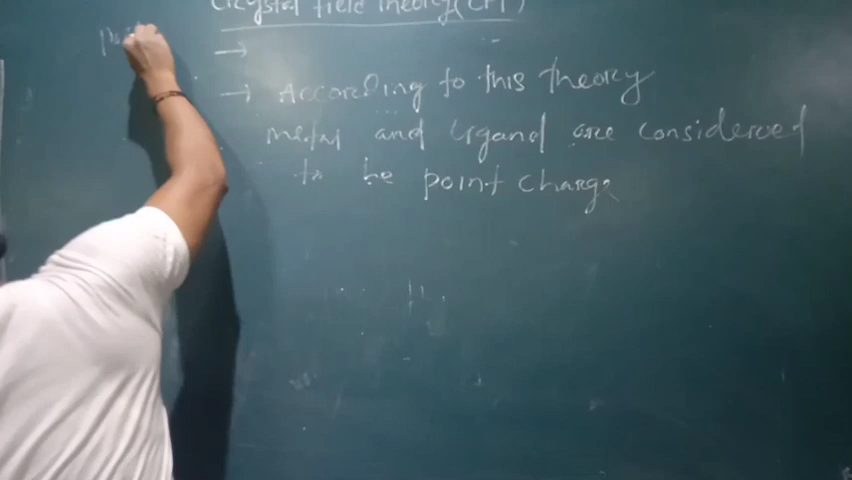 Crystal field Theory (CFT)
→
→ According to this theory
metal and ligand are considered
to be point charge